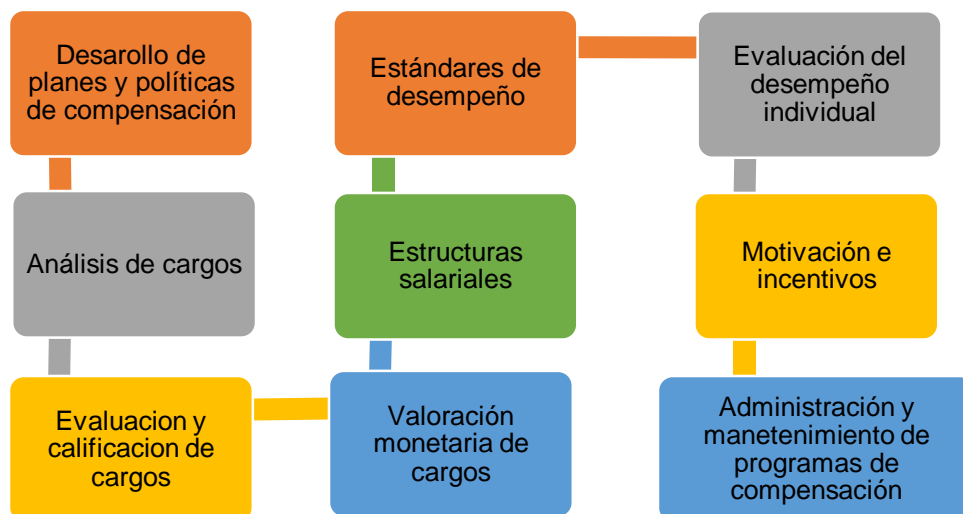 Desarollo de
planes y políticas
de compensación
Análisis de cargos
Evaluacion y
calificacion de
cargos
Valoración
monetaria de
cargos
Estructuras
salariales
Estándares de
desempeño
Evaluación del
desempeño
individual
Motivación e
incentivos
Administración y
manetenimiento de
programas de
compensación